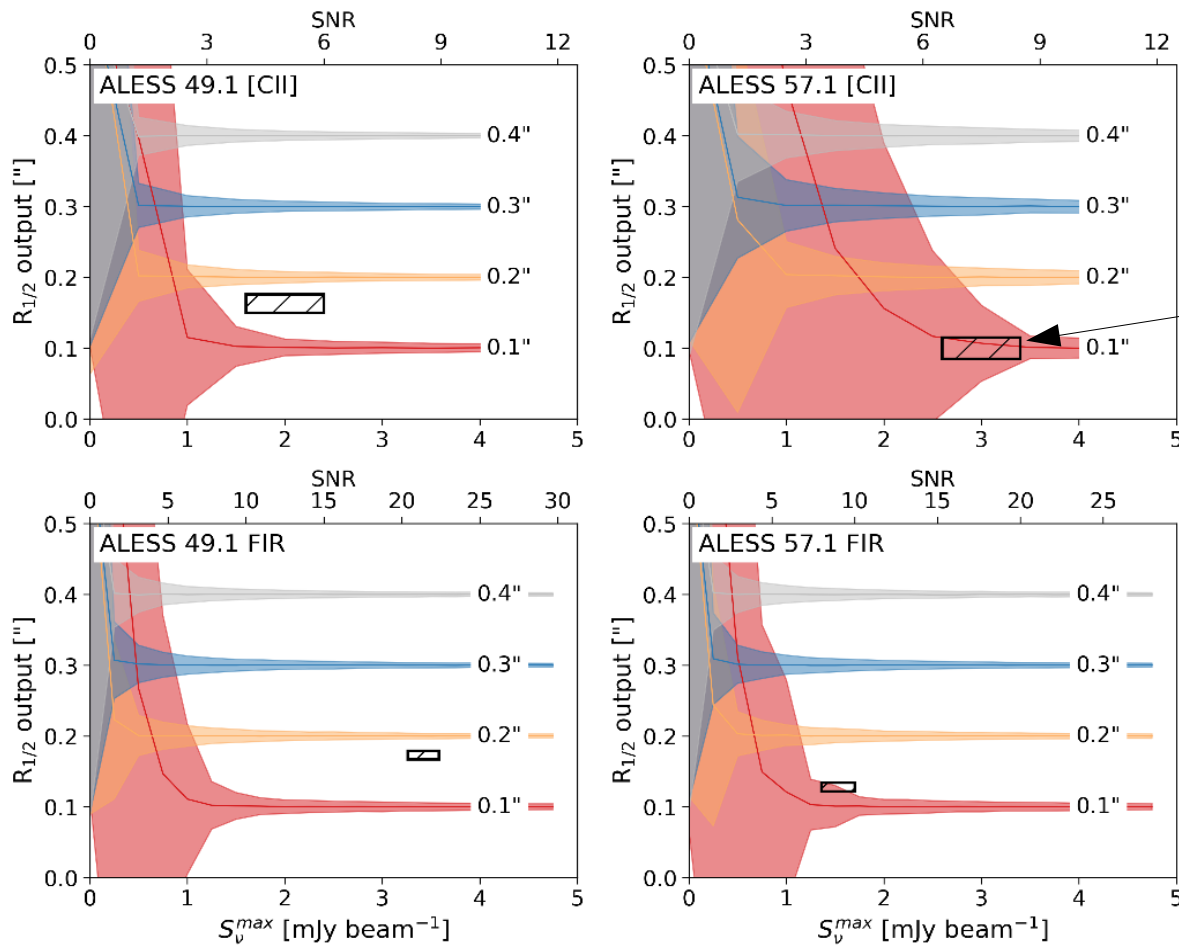 SNR
0 3 6 9 12
ALESS 49.1 [CII]
R1/2 output ["]
0.5
0.4
0.3
0.2
0.1
0.0
0.4"
0.3"
0.2"
0.1"
0 1 2 3 4 5
SNR
0 3 6 9 12
ALESS 57.1 [CII]
R1/2 output ["]
0.5
0.4
0.3
0.2
0.1
0.0
0.4"
0.3"
0.2"
0.1"
0 1 2 3 4 5
SNR
0 5 10 15 20 25 30
ALESS 49.1 FIR
R1/2 output ["]
0.5
0.4
0.3
0.2
0.1
0.0
0.4"
0.3"
0.2"
0.1"
0 1 2 3 4 5
Sνmax [mJy beam−1]
SNR
0 5 10 15 20 25
ALESS 57.1 FIR
R1/2 output ["]
0.5
0.4
0.3
0.2
0.1
0.0
0.4"
0.3"
0.2"
0.1"
0 1 2 3 4 5
Sνmax [mJy beam−1]